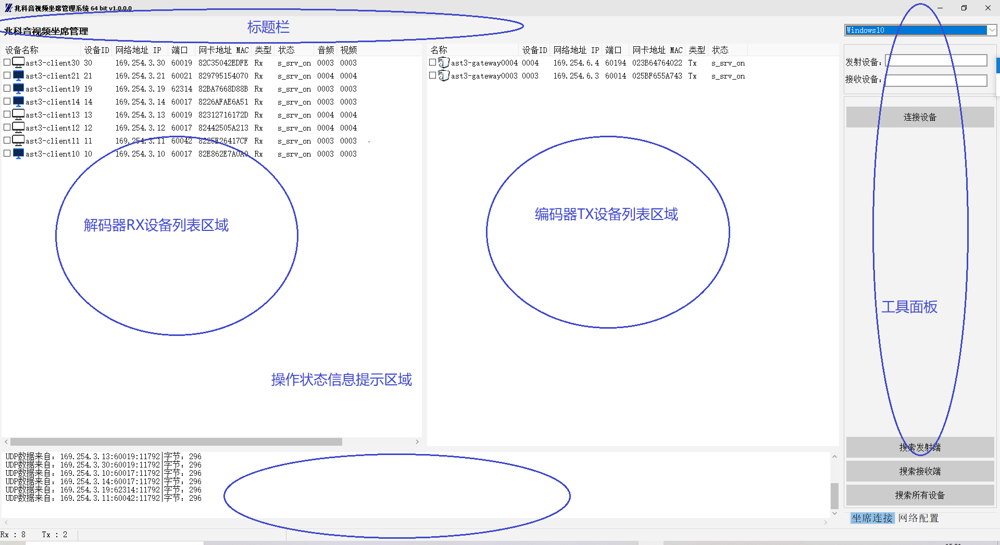 兆科音视频坐席管理系统 64 bit v1.0.0.0
兆科音视频坐席管理
标题栏
Windows10
设备名称 设备ID 网络地址 IP 端口 网卡地址 MAC 类型 状态 音频 视频
ast3-client30 30 169.254.3.30 60019 82C35042EDFE Rx s_srv_on 0003 0003
ast3-client21 21 169.254.3.21 60021 829795154070 Rx s_srv_on 0004 0004
ast3-client19 19 169.254.3.19 62314 82BA7668D88B Rx s_srv_on 0003 0003
ast3-client14 14 169.254.3.14 60017 8226AFAE6A51 Rx s_srv_on 0003 0003
ast3-client13 13 169.254.3.13 60019 82312716172D Rx s_srv_on 0004 0004
ast3-client12 12 169.254.3.12 60017 82442505A213 Rx s_srv_on 0004 0004
ast3-client11 11 169.254.3.11 60042 8225E26417CF Rx s_srv_on 0003 0003
ast3-client10 10 169.254.3.10 60017 82E862E7A0A0 Rx s_srv_on 0003 0003
解码器RX设备列表区域
操作状态信息提示区域
名称 设备ID 网络地址 IP 端口 网卡地址 MAC 类型 状态
ast3-gateway0004 0004 169.254.6.4 60194 023B64764022 Tx s_srv_on
ast3-gateway0003 0003 169.254.6.3 60014 025BF655A743 Tx s_srv_on
编码器TX设备列表区域
发射设备:
接收设备:
连接设备
工具面板
搜索发射端
搜索接收端
搜索所有设备
坐席连接 网络配置
UDP数据来自: 169.254.3.13:60019:11792|字节: 296
UDP数据来自: 169.254.3.30:60019:11792|字节: 296
UDP数据来自: 169.254.3.10:60017:11792|字节: 296
UDP数据来自: 169.254.3.14:60017:11792|字节: 296
UDP数据来自: 169.254.3.19:62314:11792|字节: 296
UDP数据来自: 169.254.3.11:60042:11792|字节: 296
Rx : 8 Tx : 2